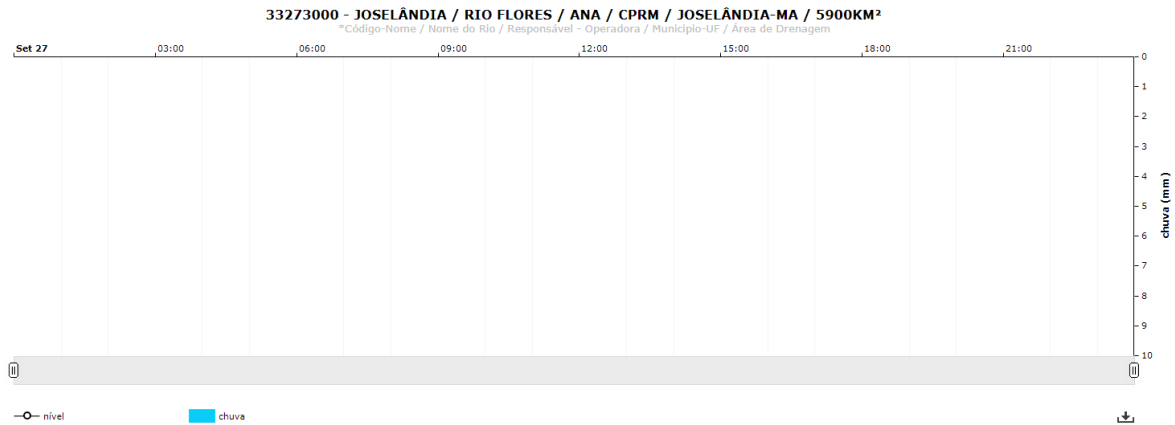 33273000 - JOSELÂNDIA / RIO FLORES / ANA / CPRM / JOSELÂNDIA-MA / 5900KM²
*Código-Nome / Nome do Rio / Responsável - Operadora / Município-UF / Área de Drenagem
Set 27 03:00 06:00 09:00 12:00 15:00 18:00 21:00
0
1
2
3
4
5
6
7
8
9
10
chuva (mm)
nível chuva